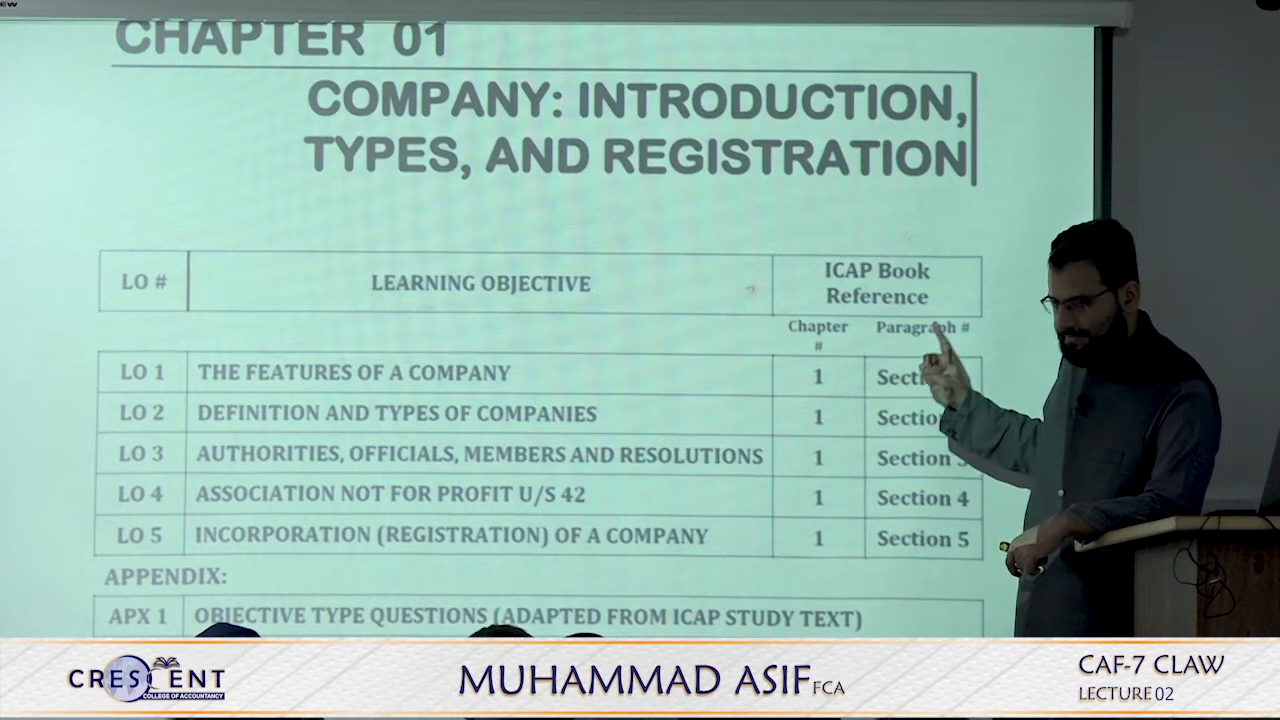 EW
CHAPTER 01
COMPANY: INTRODUCTION,
TYPES, AND REGISTRATION
LO # LEARNING OBJECTIVE ICAP Book Reference
Chapter # Paragraph #
LO 1 THE FEATURES OF A COMPANY 1
LO 2 DEFINITION AND TYPES OF COMPANIES 1
LO 3 AUTHORITIES, OFFICIALS, MEMBERS AND RESOLUTIONS 1 Section 3
LO 4 ASSOCIATION NOT FOR PROFIT U/S 42 1 Section 4
LO 5 INCORPORATION (REGISTRATION) OF A COMPANY 1 Section 5
APPENDIX:
APX 1 OBJECTIVE TYPE QUESTIONS (ADAPTED FROM ICAP STUDY TEXT)
CRESCENT
COLLEGE OF ACCOUNTANCY
MUHAMMAD ASIF FCA
CAF-7 CLAW
LECTURE 02